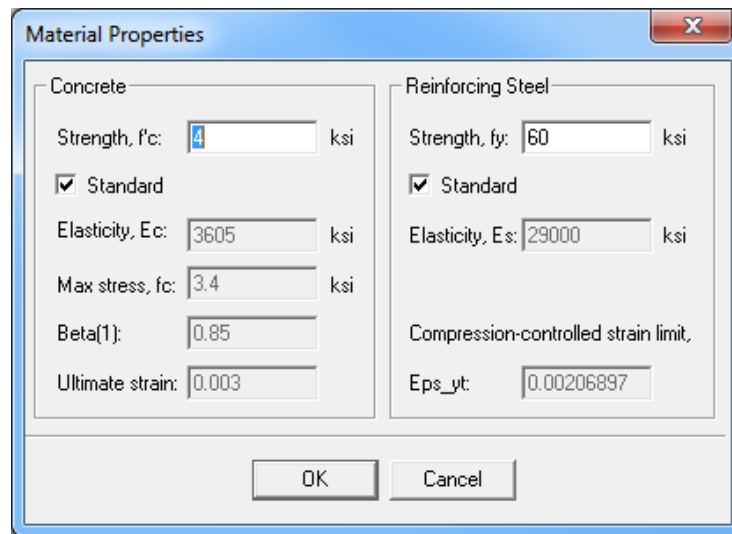 Material Properties
Concrete
Strength, f'c: 4 ksi
Standard
Elasticity, Ec: 3605 ksi
Max stress, fc: 3.4 ksi
Beta(1): 0.85
Ultimate strain: 0.003
Reinforcing Steel
Strength, fy: 60 ksi
Standard
Elasticity, Es: 29000 ksi
Compression-controlled strain limit,
Eps_yt: 0.00206897
OK Cancel